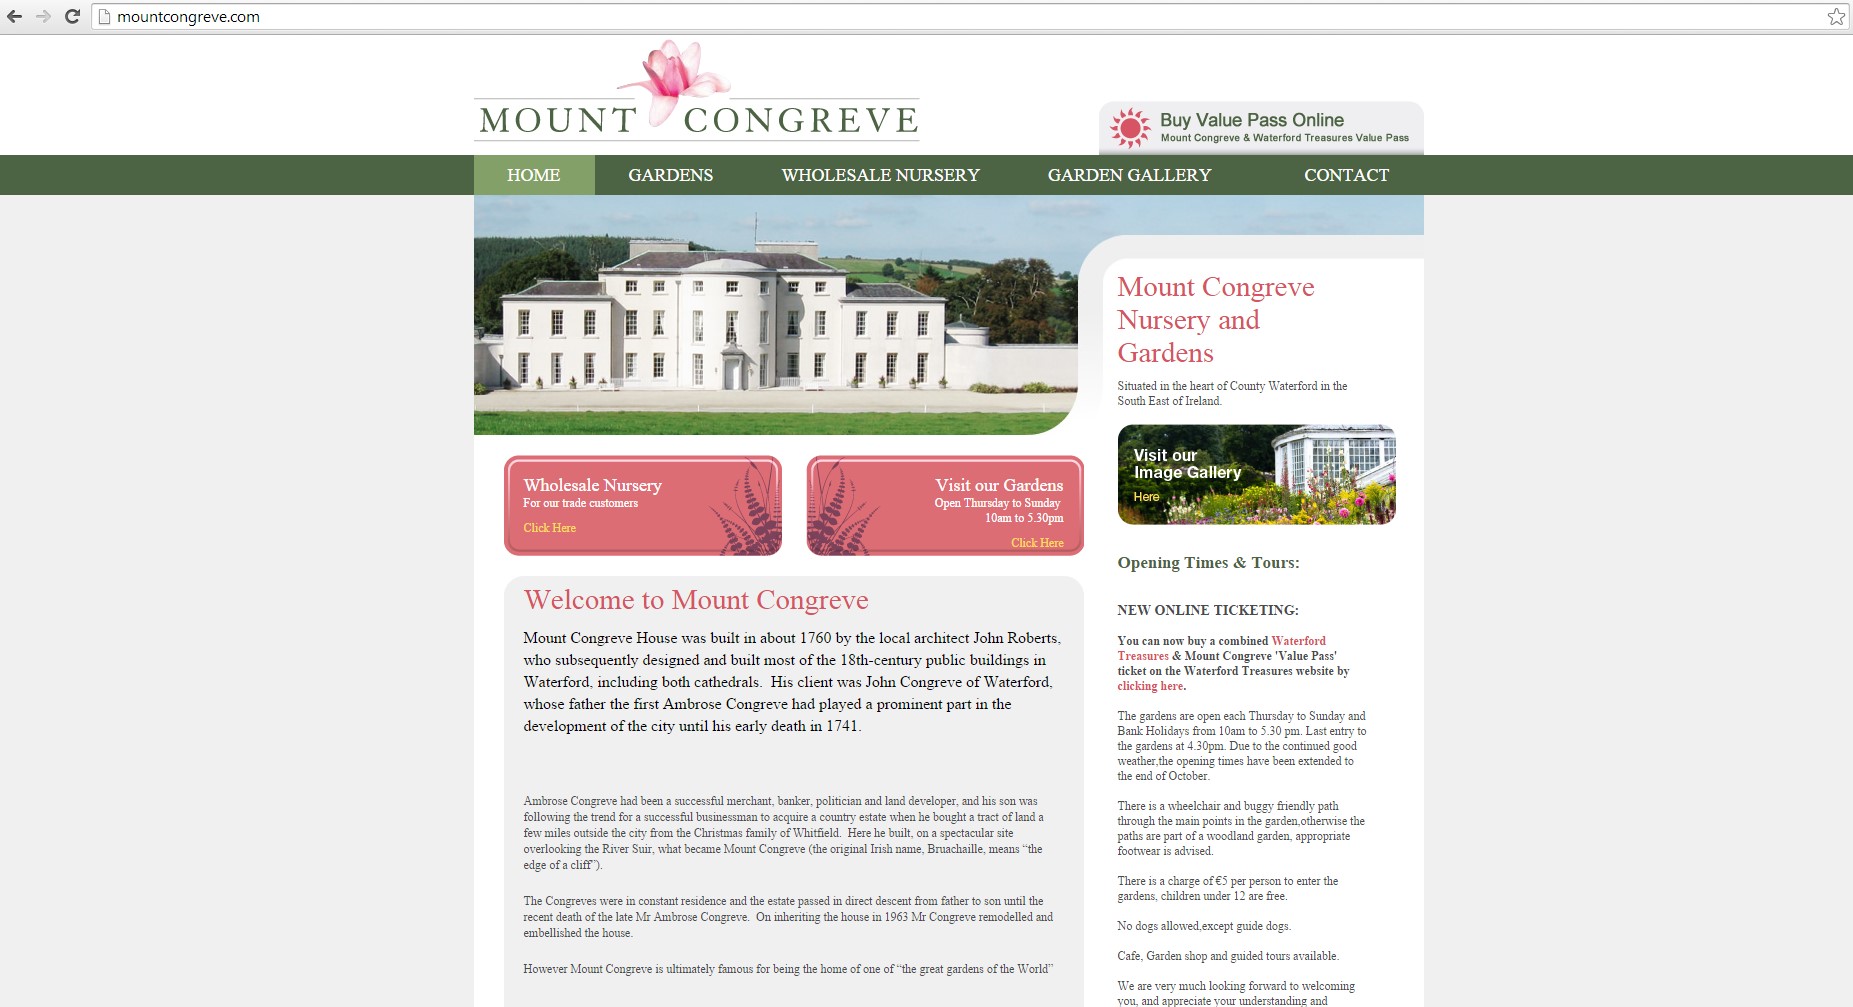 mountcongreve.com
MOUNT CONGREVE
Buy Value Pass Online
Mount Congreve & Waterford Treasures Value Pass
HOME
GARDENS
WHOLESALE NURSERY
GARDEN GALLERY
CONTACT
Wholesale Nursery
For our trade customers
Click Here
Visit our Gardens
Open Thursday to Sunday
10am to 5.30pm
Click Here
Welcome to Mount Congreve
Mount Congreve House was built in about 1760 by the local architect John Roberts,
who subsequently designed and built most of the 18th-century public buildings in
Waterford, including both cathedrals.  His client was John Congreve of Waterford,
whose father the first Ambrose Congreve had played a prominent part in the
development of the city until his early death in 1741.
Ambrose Congreve had been a successful merchant, banker, politician and land developer, and his son was
following the trend for a successful businessman to acquire a country estate when he bought a tract of land a
few miles outside the city from the Christmas family of Whitfield.  Here he built, on a spectacular site
overlooking the River Suir, what became Mount Congreve (the original Irish name, Bruachaille, means “the
edge of a cliff”).
The Congreves were in constant residence and the estate passed in direct descent from father to son until the
recent death of the late Mr Ambrose Congreve.  On inheriting the house in 1963 Mr Congreve remodelled and
embellished the house.
However Mount Congreve is ultimately famous for being the home of one of “the great gardens of the World”
Mount Congreve
Nursery and
Gardens
Situated in the heart of County Waterford in the
South East of Ireland.
Visit our
Image Gallery
Here
Opening Times & Tours:
NEW ONLINE TICKETING:
You can now buy a combined Waterford
Treasures & Mount Congreve 'Value Pass'
ticket on the Waterford Treasures website by
clicking here.
The gardens are open each Thursday to Sunday and
Bank Holidays from 10am to 5.30 pm. Last entry to
the gardens at 4.30pm. Due to the continued good
weather,the opening times have been extended to
the end of October.
There is a wheelchair and buggy friendly path
through the main points in the garden,otherwise the
paths are part of a woodland garden, appropriate
footwear is advised.
There is a charge of €5 per person to enter the
gardens, children under 12 are free.
No dogs allowed,except guide dogs.
Cafe, Garden shop and guided tours available.
We are very much looking forward to welcoming
you, and appreciate your understanding and